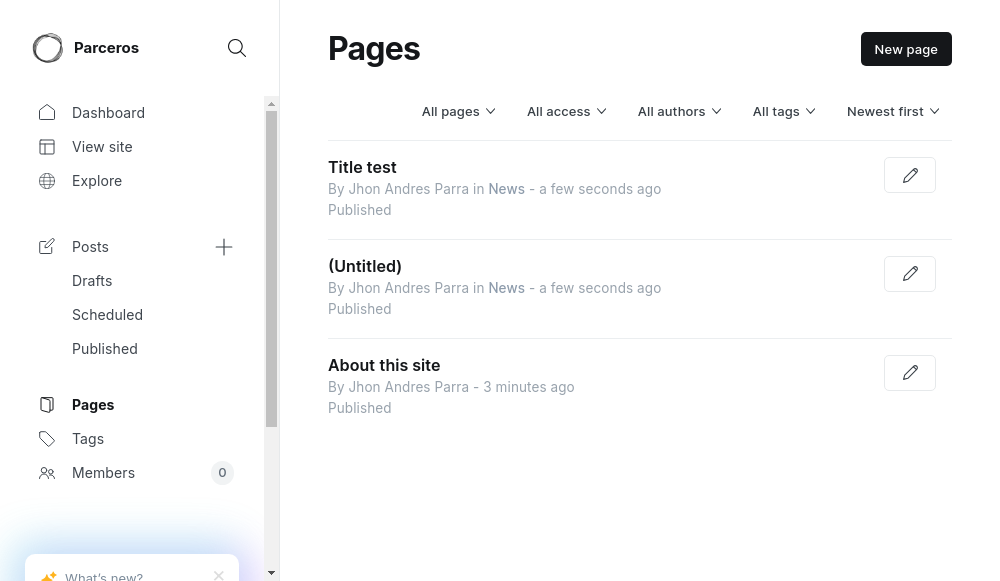 Parceros
Dashboard
View site
Explore
Posts
Drafts
Scheduled
Published
Pages
Tags
Members 0
What's new?
Pages
New page
All pages All access All authors All tags Newest first
Title test
By Jhon Andres Parra in News - a few seconds ago
Published
(Untitled)
By Jhon Andres Parra in News - a few seconds ago
Published
About this site
By Jhon Andres Parra - 3 minutes ago
Published